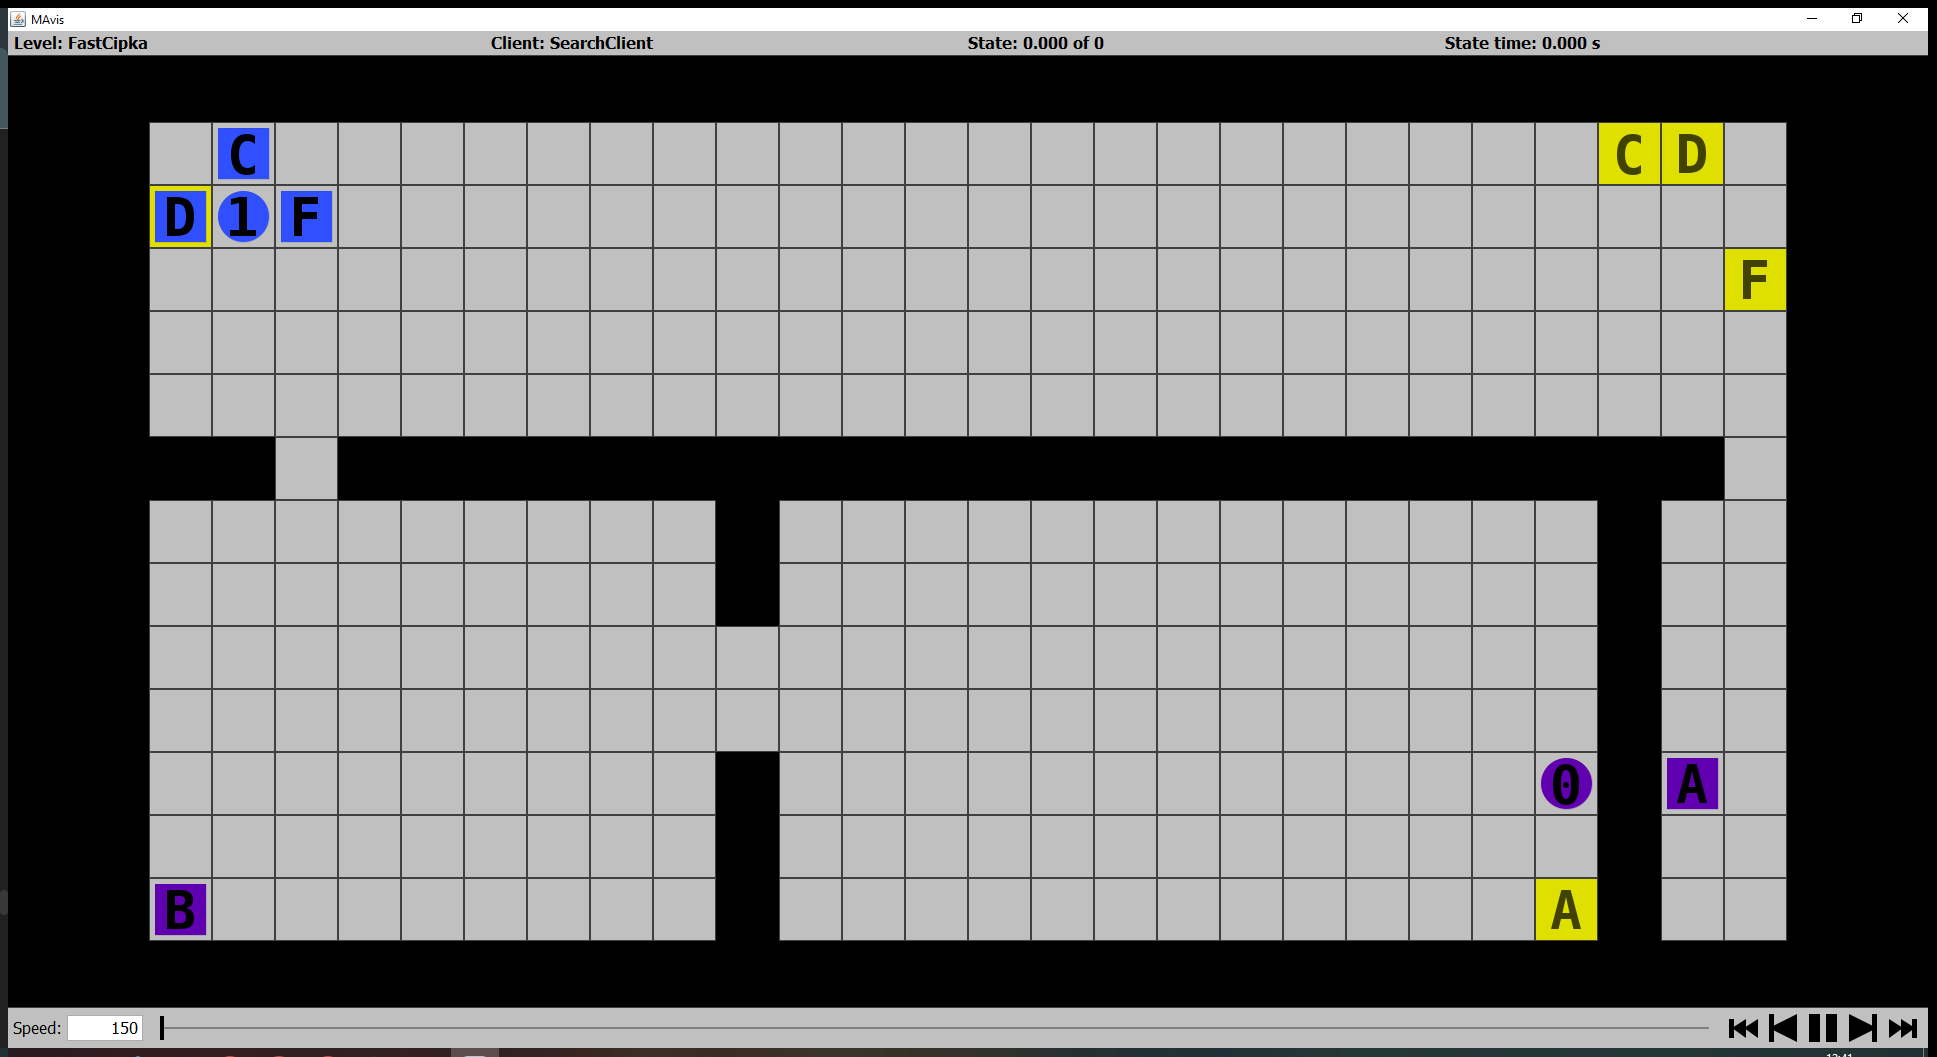 MAvis
Level: FastCipka Client: SearchClient State: 0.000 of 0 State time: 0.000 s
C C D
D 1 F
F
0 A
B A
Speed: 150